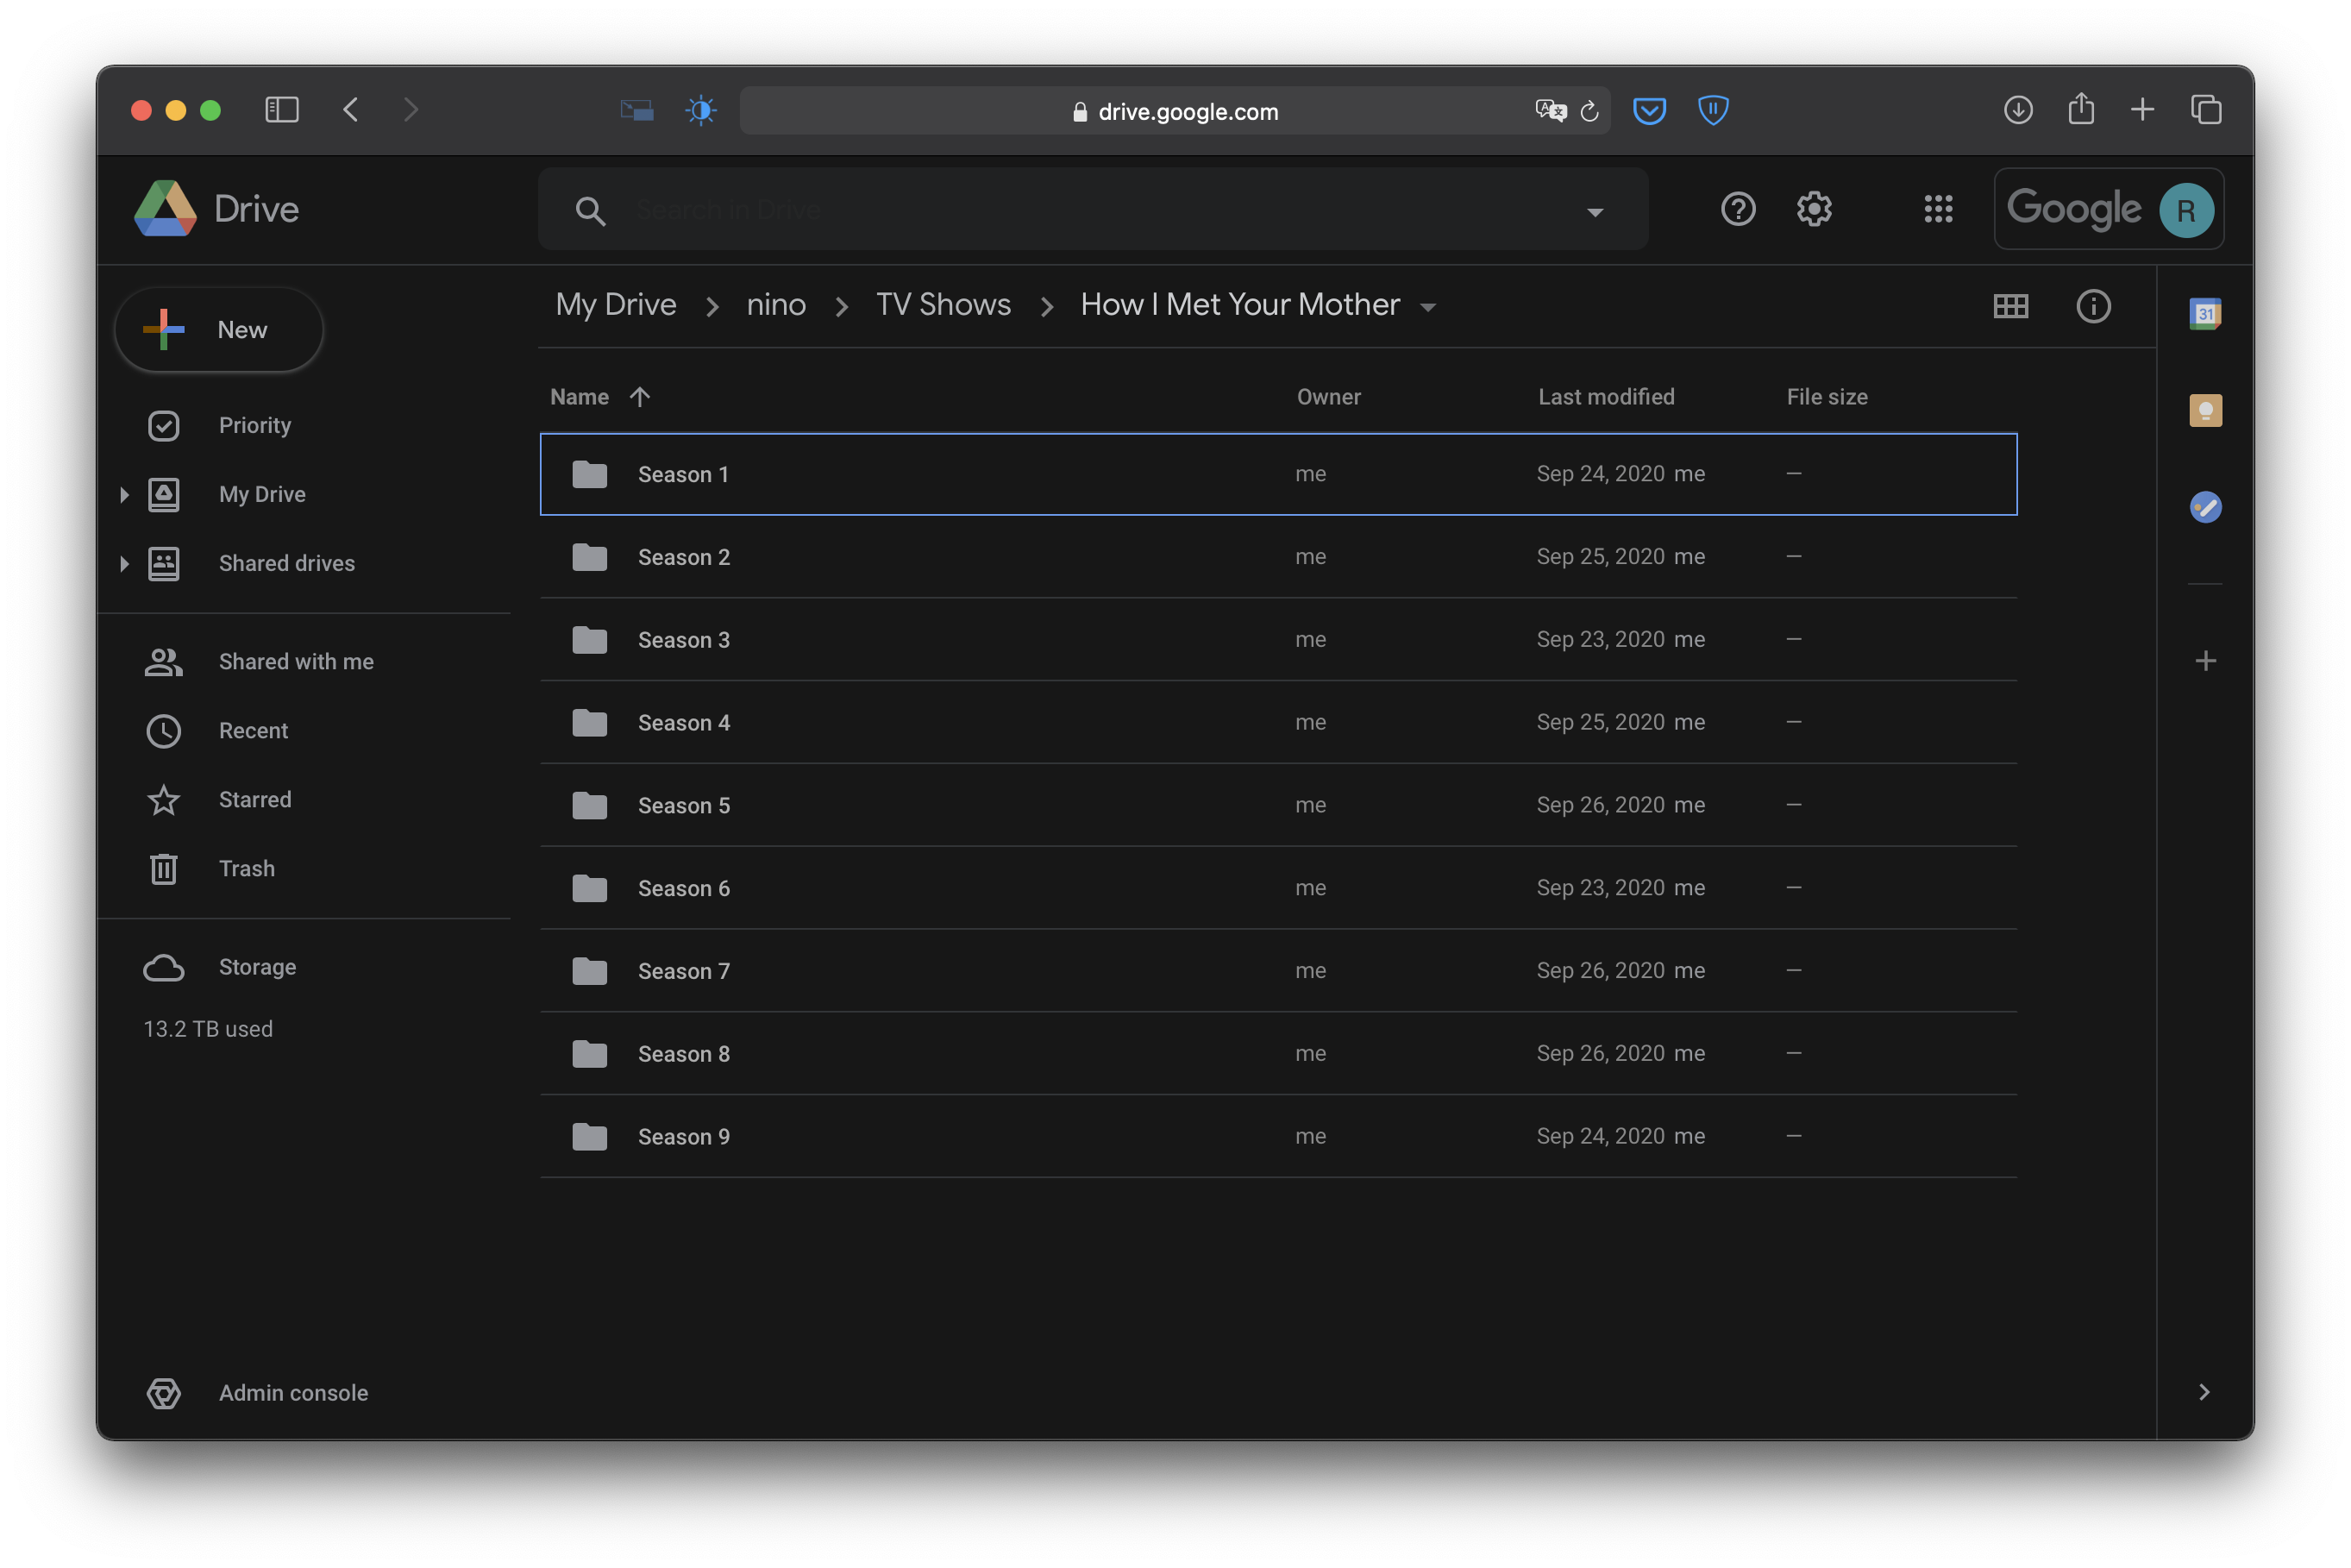 drive.google.com
Drive
Search in Drive
Google R
New
Priority
My Drive
Shared drives
Shared with me
Recent
Starred
Trash
Storage
13.2 TB used
Admin console
My Drive > nino > TV Shows > How I Met Your Mother
Name Owner Last modified File size
Season 1 me Sep 24, 2020 me —
Season 2 me Sep 25, 2020 me —
Season 3 me Sep 23, 2020 me —
Season 4 me Sep 25, 2020 me —
Season 5 me Sep 26, 2020 me —
Season 6 me Sep 23, 2020 me —
Season 7 me Sep 26, 2020 me —
Season 8 me Sep 26, 2020 me —
Season 9 me Sep 24, 2020 me —
31